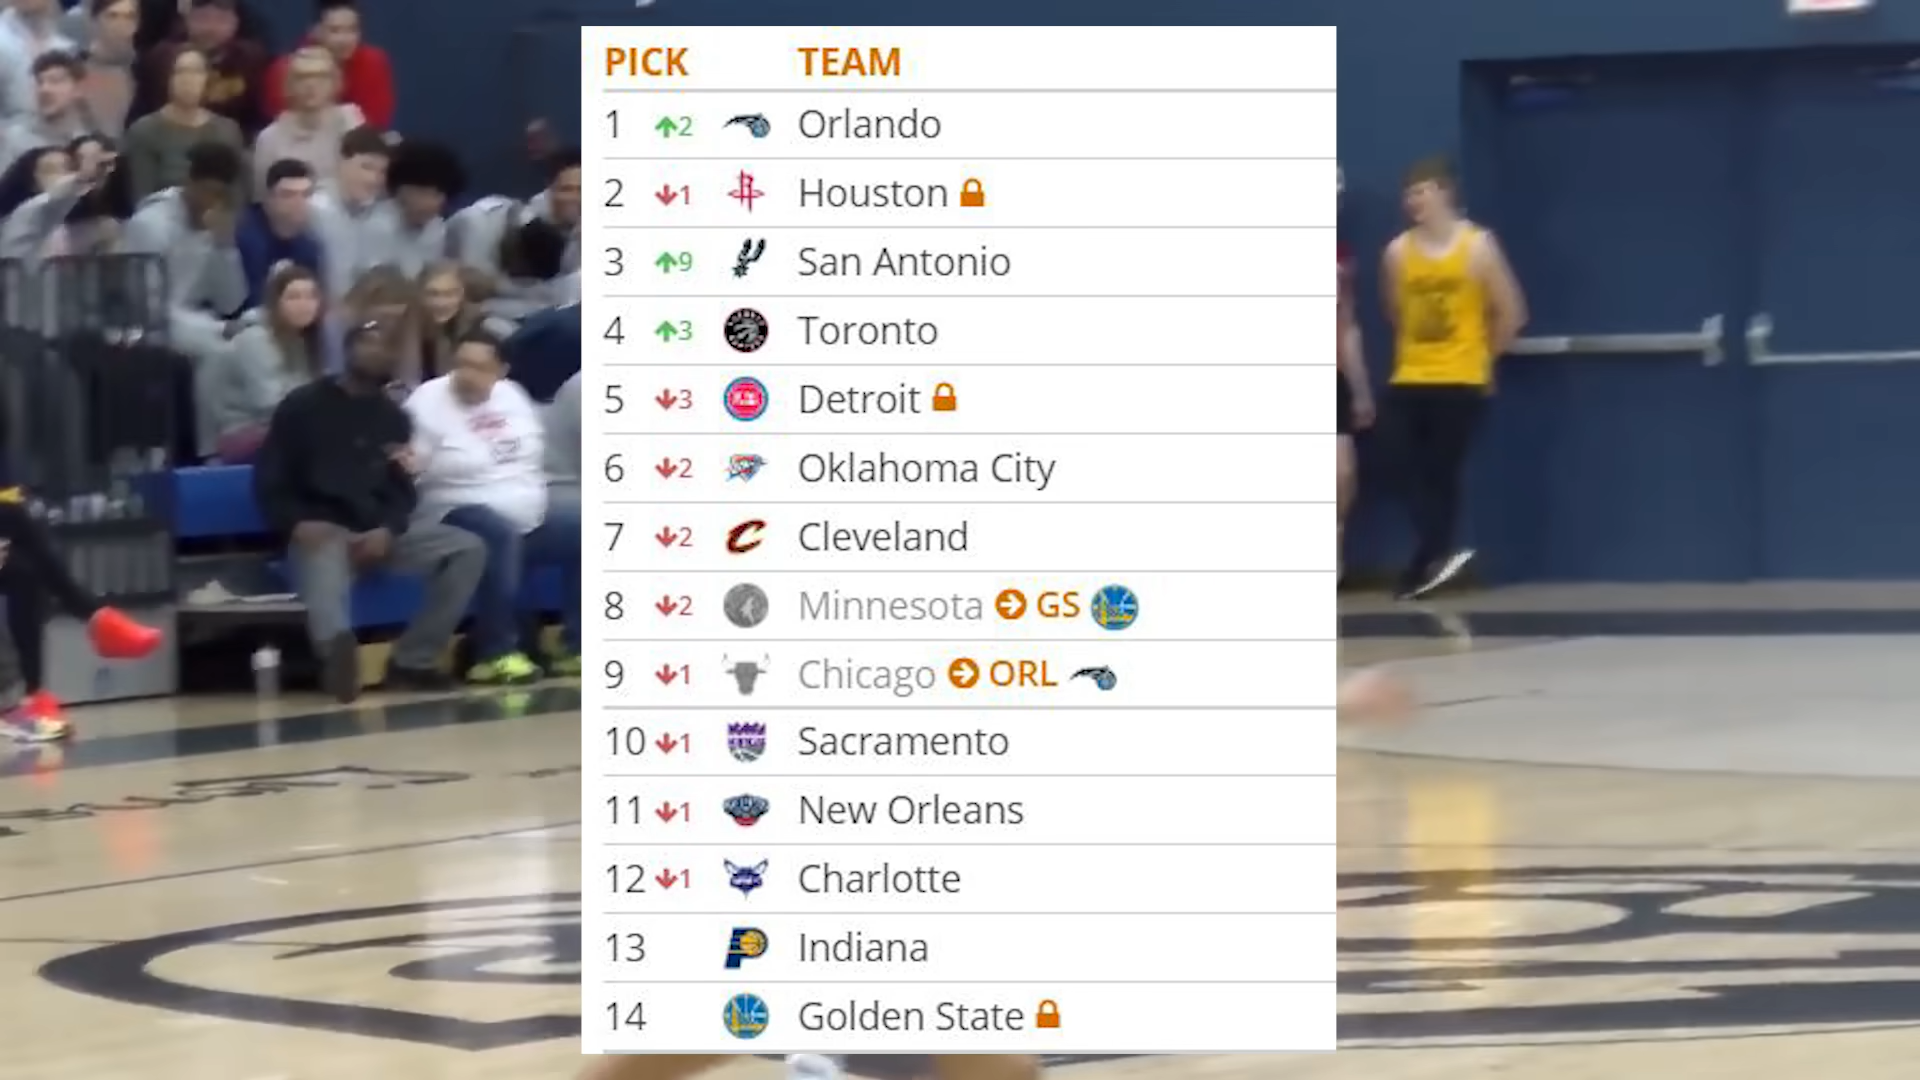 PICK TEAM
1 2 Orlando
2 1 Houston
3 9 San Antonio
4 3 Toronto
5 3 Detroit
6 2 Oklahoma City
7 2 Cleveland
8 2 Minnesota GS
9 1 Chicago ORL
10 1 Sacramento
11 1 New Orleans
12 1 Charlotte
13 Indiana
14 Golden State